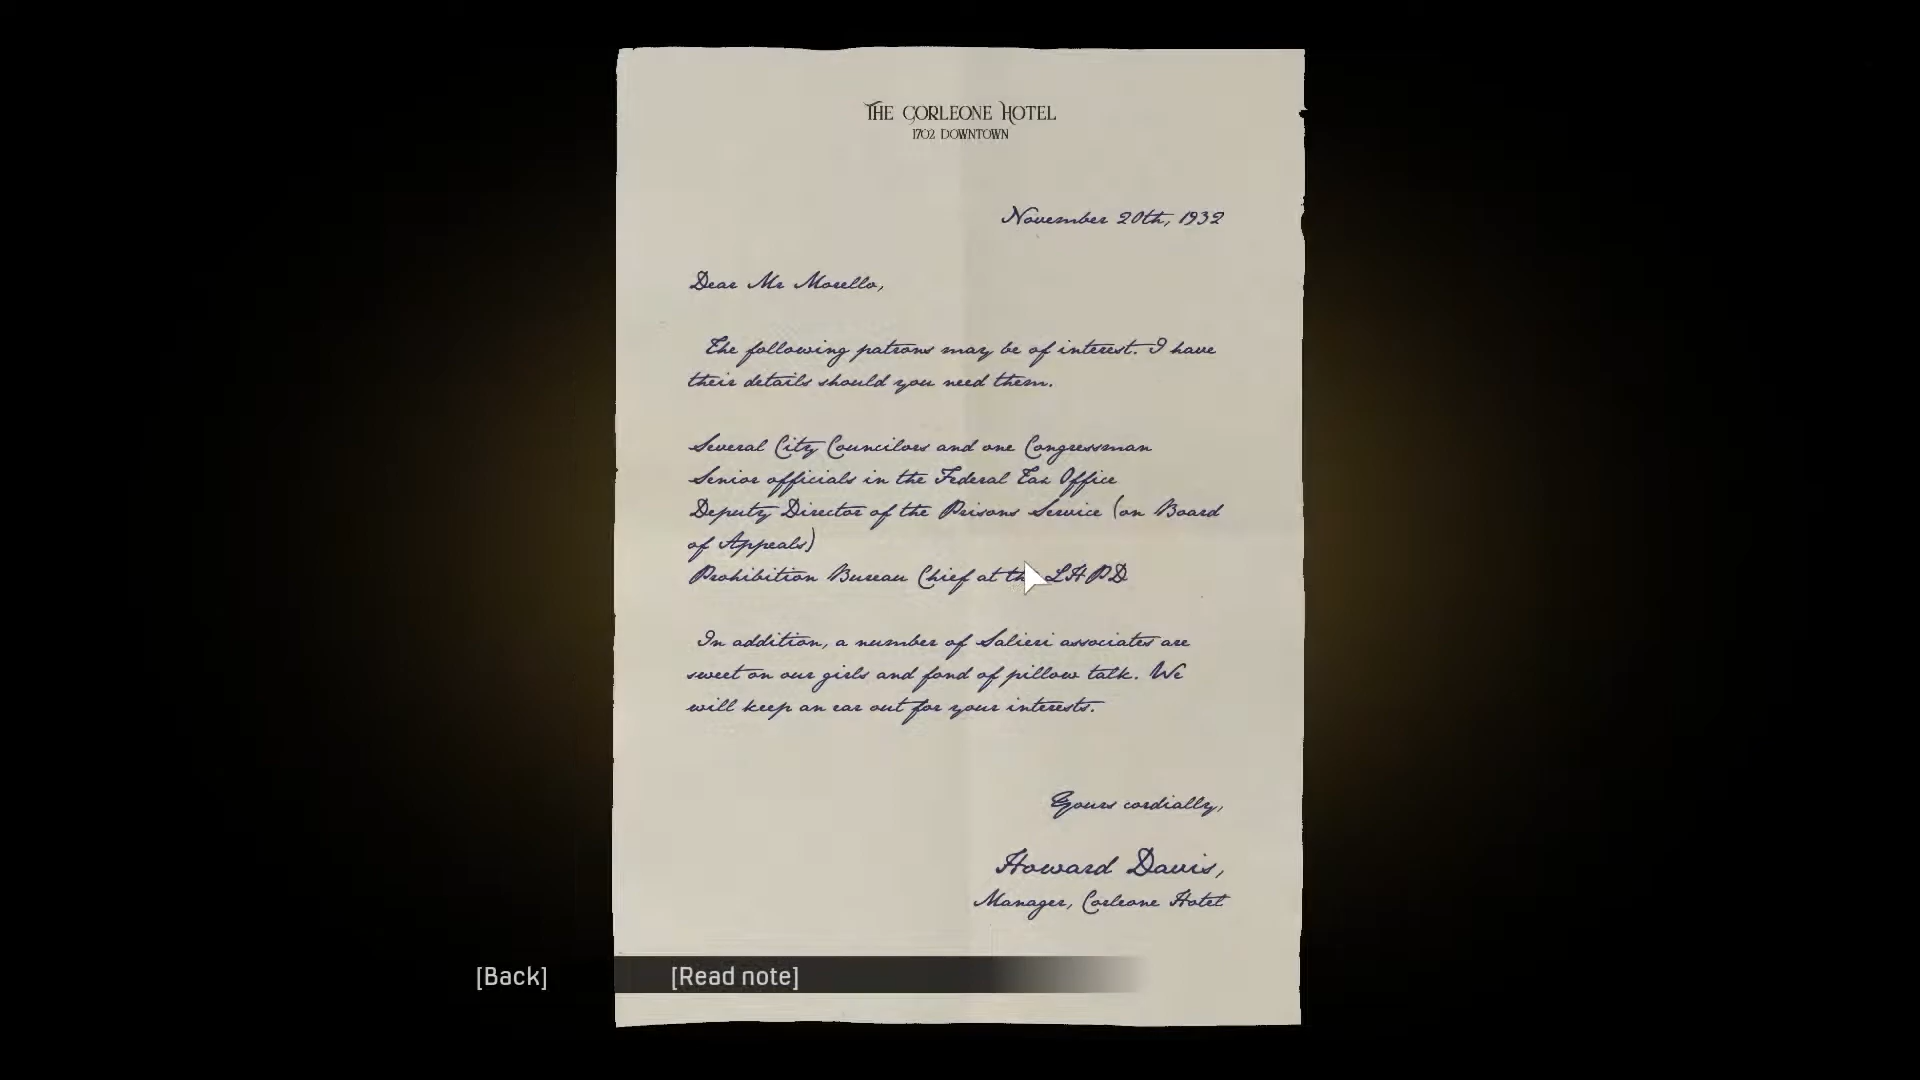 THE CORLEONE HOTEL
1702 DOWNTOWN
November 20th, 1932
Dear Mr Morello,
The following patrons may be of interest. I have
their details should you need them.
Several City Councilors and one Congressman
Senior officials in the Federal Tax Office
Deputy Director of the Prisons Service (on Board
of Appeals)
Prohibition Bureau Chief at the LHPD
In addition, a number of Salieri associates are
sweet on our girls and fond of pillow talk. We
will keep an ear out for your interests.
Yours cordially,
Howard Davis,
Manager, Corleone Hotel
[Back] [Read note]